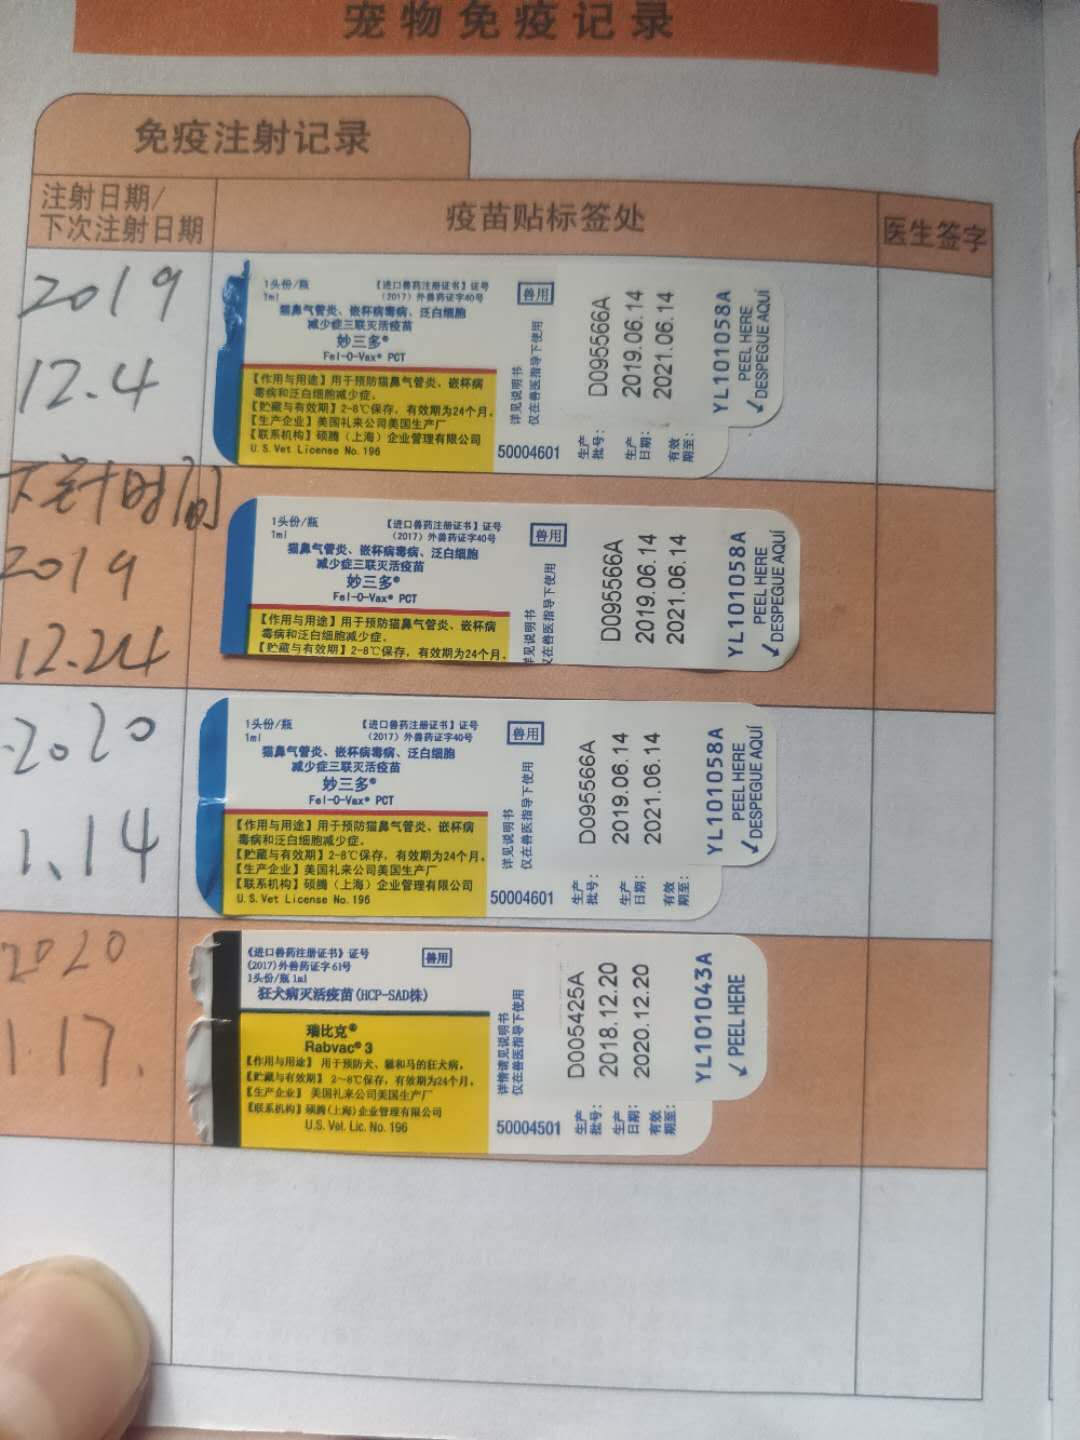 宠物免疫记录
免疫注射记录
注射日期/
下次注射日期
疫苗贴标签处
医生签字
2019
12.4
1头份/瓶
1ml
【进口兽药注册证书】证号
(2017)外兽药证字40号
兽用
猫鼻气管炎、嵌杯病毒病、泛白细胞
减少症三联灭活疫苗
妙三多®
Fel-O-Vax® PCT
【作用与用途】用于预防猫鼻气管炎、嵌杯病
毒病和泛白细胞减少症。
【贮藏与有效期】2-8℃保存，有效期为24个月。
【生产企业】美国礼来公司美国生产厂
【联系机构】硕腾（上海）企业管理有限公司
U.S. Vet License No. 196
详见说明书
仅在兽医指导下使用
50004601
生产批号：
D095566A
生产日期：
2019.06.14
有效期至：
2021.06.14
YL101058A
PEEL HERE
DESPEGUE AQUÍ
下次针时间
2019
12.24
1头份/瓶
1ml
【进口兽药注册证书】证号
(2017)外兽药证字40号
兽用
猫鼻气管炎、嵌杯病毒病、泛白细胞
减少症三联灭活疫苗
妙三多®
Fel-O-Vax® PCT
【作用与用途】用于预防猫鼻气管炎、嵌杯病
毒病和泛白细胞减少症。
【贮藏与有效期】2-8℃保存，有效期为24个月。
详见说明书
仅在兽医指导下使用
D095566A
2019.06.14
2021.06.14
YL101058A
PEEL HERE
DESPEGUE AQUÍ
2020
1.14
1头份/瓶
1ml
【进口兽药注册证书】证号
(2017)外兽药证字40号
兽用
猫鼻气管炎、嵌杯病毒病、泛白细胞
减少症三联灭活疫苗
妙三多®
Fel-O-Vax® PCT
【作用与用途】用于预防猫鼻气管炎、嵌杯病
毒病和泛白细胞减少症。
【贮藏与有效期】2-8℃保存，有效期为24个月。
【生产企业】美国礼来公司美国生产厂
【联系机构】硕腾（上海）企业管理有限公司
U.S. Vet License No. 196
详见说明书
仅在兽医指导下使用
50004601
生产批号：
D095566A
生产日期：
2019.06.14
有效期至：
2021.06.14
YL101058A
PEEL HERE
DESPEGUE AQUÍ
2020
1.17.
《进口兽药注册证书》证号
(2017)外兽药证字61号
1头份/瓶 1ml
兽用
狂犬病灭活疫苗(HCP-SAD株)
瑞比克®
Rabvac® 3
【作用与用途】用于预防犬、猫和马的狂犬病。
【贮藏与有效期】2~8℃保存，有效期为24个月。
【生产企业】美国礼来公司美国生产厂
【联系机构】硕腾(上海)企业管理有限公司
U.S. Vet. Lic. No. 196
详情请见说明书
仅在兽医指导下使用
50004501
生产批号：
D005425A
生产日期：
2018.12.20
有效期至：
2020.12.20
YL101043A
PEEL HERE